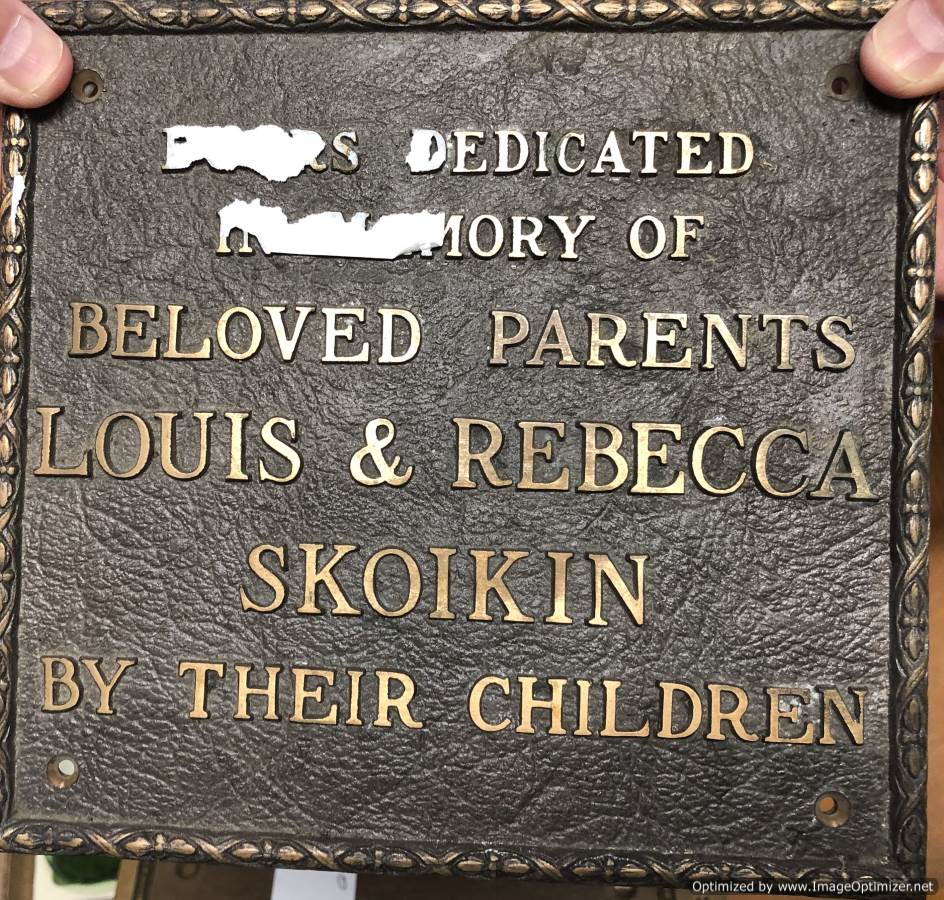 DEDICATED
OF
BELOVED PARENTS
LOUIS & REBECCA
SKOIKIN
BY THEIR CHILDREN
Optimized by www.ImageOptimizer.net